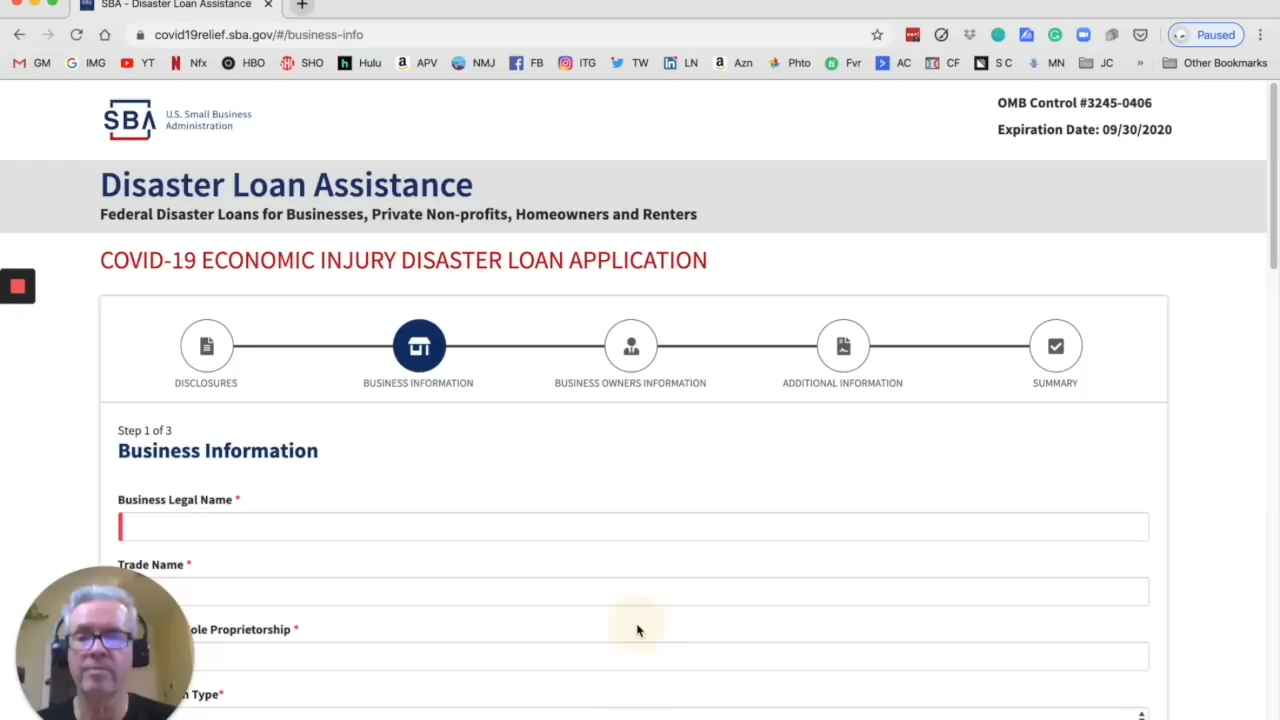 SBA - Disaster Loan Assistance
covid19relief.sba.gov/#/business-info
Paused
GM IMG YT Nfx HBO SHO Hulu APV NMJ FB ITG TW LN Azn Phto Fvr AC CF S C MN JC » Other Bookmarks
SBA U.S. Small Business
Administration
OMB Control #3245-0406
Expiration Date: 09/30/2020
Disaster Loan Assistance
Federal Disaster Loans for Businesses, Private Non-profits, Homeowners and Renters
COVID-19 ECONOMIC INJURY DISASTER LOAN APPLICATION
DISCLOSURES BUSINESS INFORMATION BUSINESS OWNERS INFORMATION ADDITIONAL INFORMATION SUMMARY
Step 1 of 3
Business Information
Business Legal Name *
Trade Name *
ole Proprietorship *
n Type*